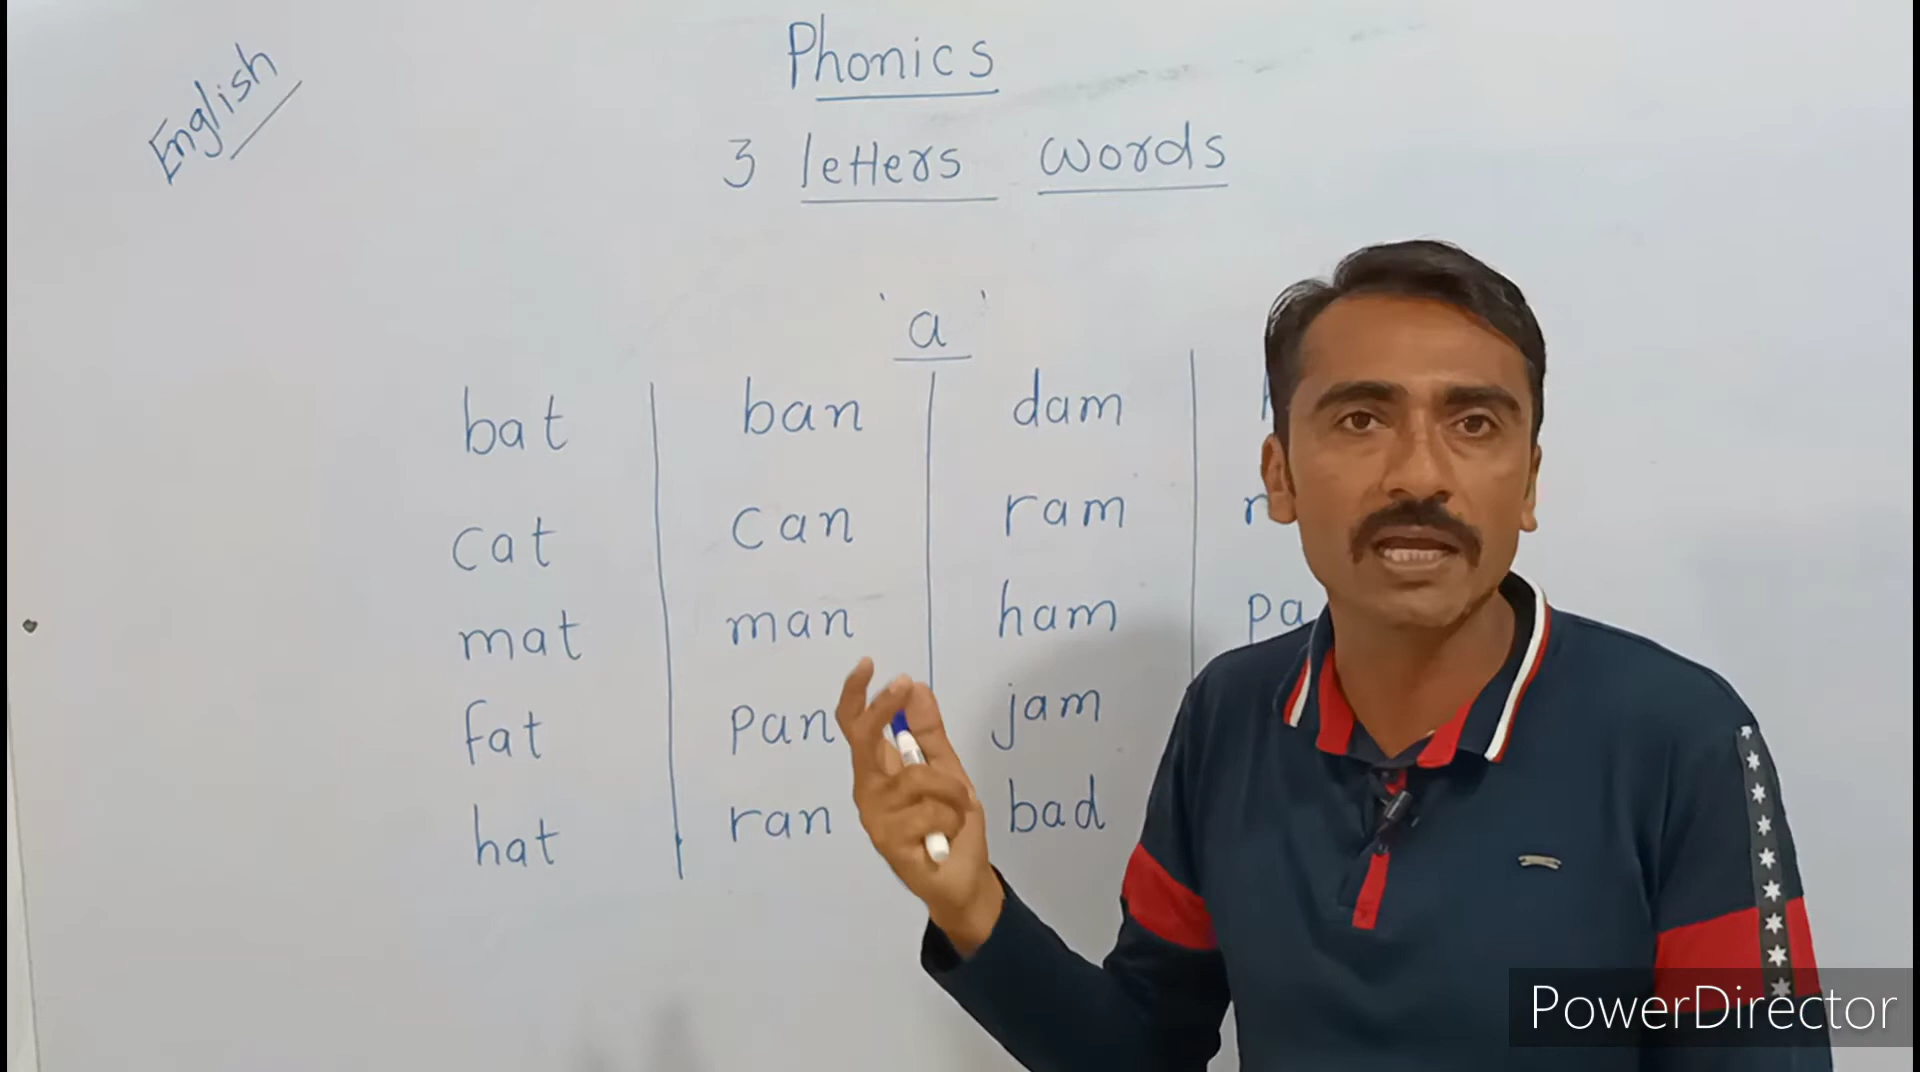 English
Phonics
3 letters words
'a'
bat ban dam
cat can ram
mat man ham
fat pan jam
hat ran bad
PowerDirector